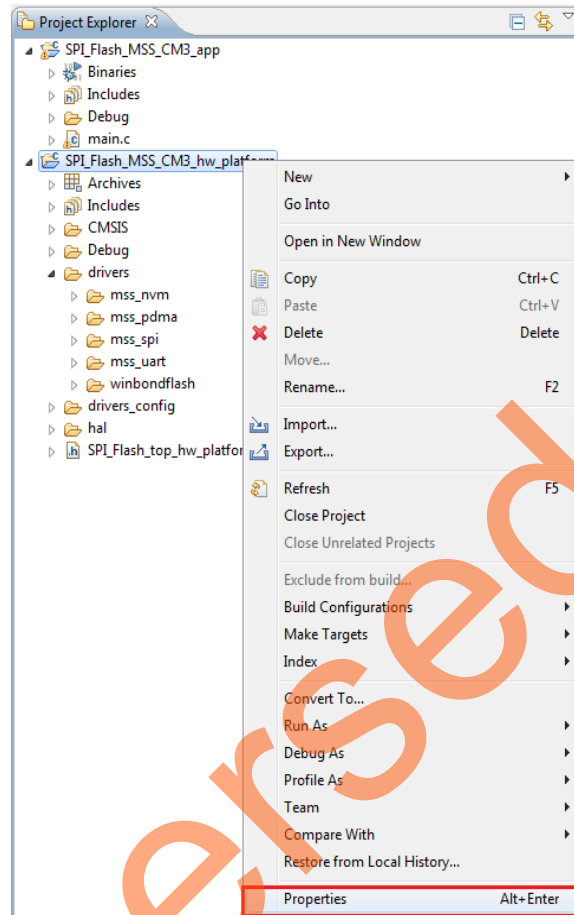 Project Explorer
SPI_Flash_MSS_CM3_app
Binaries
Includes
Debug
main.c
SPI_Flash_MSS_CM3_hw_platform
Archives
Includes
CMSIS
Debug
drivers
mss_nvm
mss_pdma
mss_spi
mss_uart
winbondflash
drivers_config
hal
SPI_Flash_top_hw_platfor
New
Go Into
Open in New Window
Copy Ctrl+C
Paste Ctrl+V
Delete Delete
Move...
Rename... F2
Import...
Export...
Refresh F5
Close Project
Close Unrelated Projects
Exclude from build...
Build Configurations
Make Targets
Index
Convert To...
Run As
Debug As
Profile As
Team
Compare With
Restore from Local History...
Properties Alt+Enter
ersed